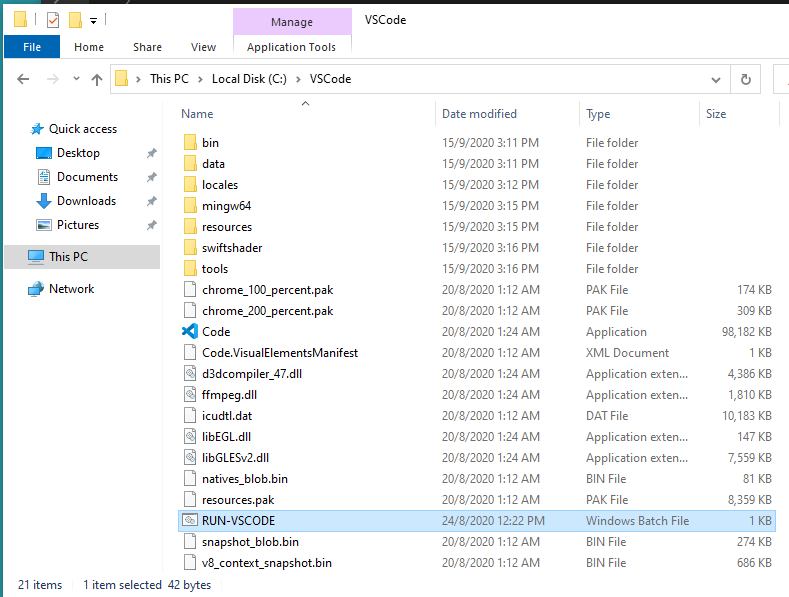 Manage
VSCode
File Home Share View Application Tools
This PC Local Disk (C:) VSCode
Name Date modified Type Size
Quick access
Desktop
Documents
Downloads
Pictures
This PC
Network
bin 15/9/2020 3:11 PM File folder
data 15/9/2020 3:11 PM File folder
locales 15/9/2020 3:12 PM File folder
mingw64 15/9/2020 3:15 PM File folder
resources 15/9/2020 3:15 PM File folder
swiftshader 15/9/2020 3:16 PM File folder
tools 15/9/2020 3:16 PM File folder
chrome_100_percent.pak 20/8/2020 1:12 AM PAK File 174 KB
chrome_200_percent.pak 20/8/2020 1:12 AM PAK File 309 KB
Code 20/8/2020 1:24 AM Application 98,182 KB
Code.VisualElementsManifest 20/8/2020 1:12 AM XML Document 1 KB
d3dcompiler_47.dll 20/8/2020 1:24 AM Application exten... 4,386 KB
ffmpeg.dll 20/8/2020 1:24 AM Application exten... 1,810 KB
icudtl.dat 20/8/2020 1:12 AM DAT File 10,183 KB
libEGL.dll 20/8/2020 1:24 AM Application exten... 147 KB
libGLESv2.dll 20/8/2020 1:24 AM Application exten... 7,559 KB
natives_blob.bin 20/8/2020 1:12 AM BIN File 81 KB
resources.pak 20/8/2020 1:12 AM PAK File 8,359 KB
RUN-VSCODE 24/8/2020 12:22 PM Windows Batch File 1 KB
snapshot_blob.bin 20/8/2020 1:12 AM BIN File 274 KB
v8_context_snapshot.bin 20/8/2020 1:12 AM BIN File 686 KB
21 items 1 item selected 42 bytes